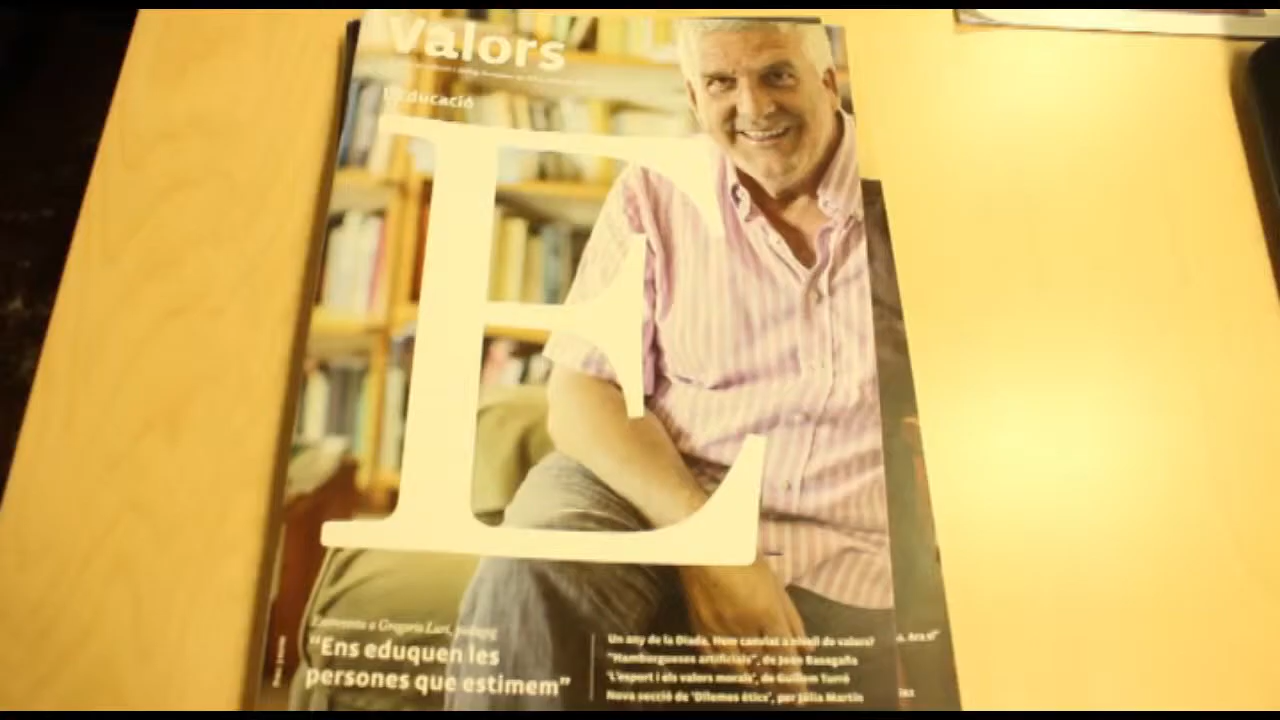 Valors
L'Educació
E
Entrevista a Gregorio Luri, pedagog
"Ens eduquen les
persones que estimem"
Un any de la Diada. Hem canviat a nivell de valors?
"Hamburgueses artificials", de Joan Basagaña
'L'esport i els valors morals', de Guillem Turró
Nova secció de 'Dilemes ètics', per Júlia Martín